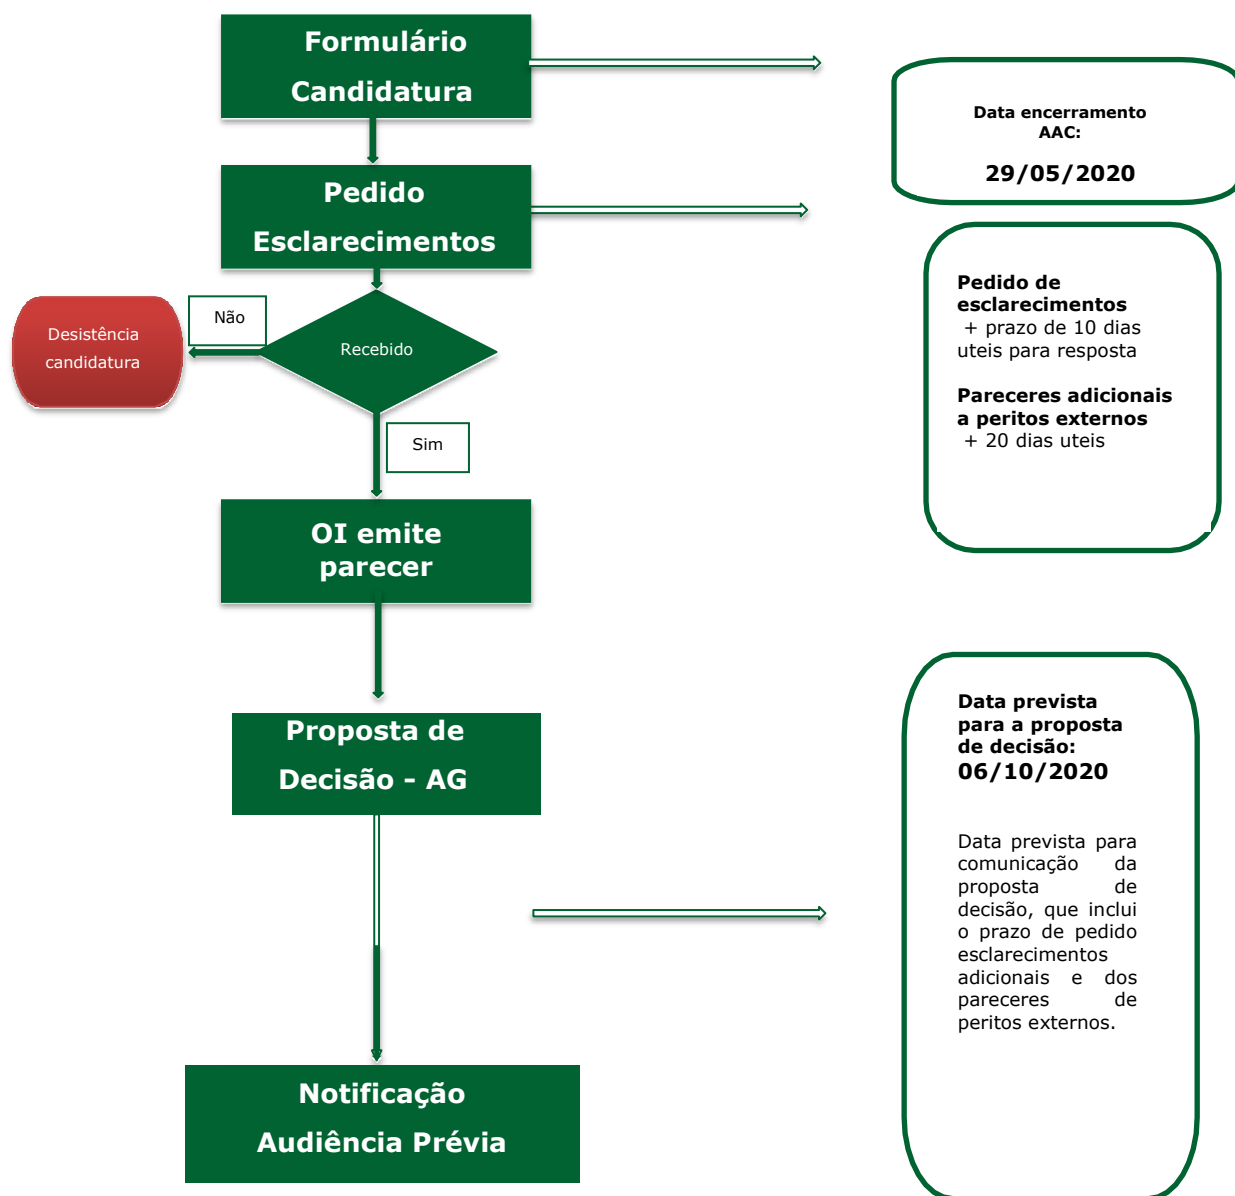 Formulário
Candidatura
Data encerramento
AAC:
29/05/2020
Pedido
Esclarecimentos
Pedido de
esclarecimentos
+ prazo de 10 dias
uteis para resposta
Pareceres adicionais
a peritos externos
+ 20 dias uteis
Não
Desistência
candidatura
Recebido
Sim
OI emite
parecer
Proposta de
Decisão - AG
Data prevista
para a proposta
de decisão:
06/10/2020
Data prevista para
comunicação da
proposta de
decisão, que inclui
o prazo de pedido
esclarecimentos
adicionais e dos
pareceres de
peritos externos.
Notificação
Audiência Prévia